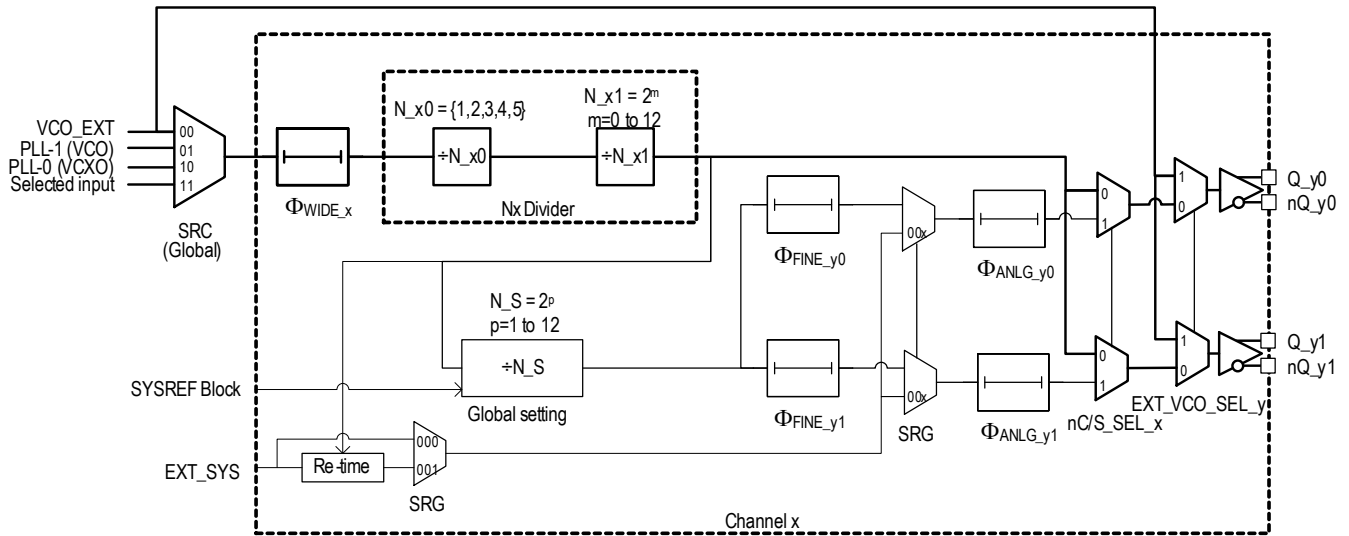 VCO_EXT
PLL-1 (VCO)
PLL-0 (VCXO)
Selected input
00
01
10
11
SRC
(Global)
ΦWIDE_x
N_x0 = {1,2,3,4,5}
÷N_x0
N_x1 = 2m
m=0 to 12
÷N_x1
Nx Divider
ΦFINE_y0
00x
ΦANLG_y0
0
1
1
0
Q_y0
nQ_y0
N_S = 2p
p=1 to 12
÷N_S
Global setting
SYSREF Block
ΦFINE_y1
00x
SRG
ΦANLG_y1
0
1
nC/S_SEL_x
1
0
EXT_VCO_SEL_y
Q_y1
nQ_y1
EXT_SYS
Re-time
000
001
SRG
Channel x